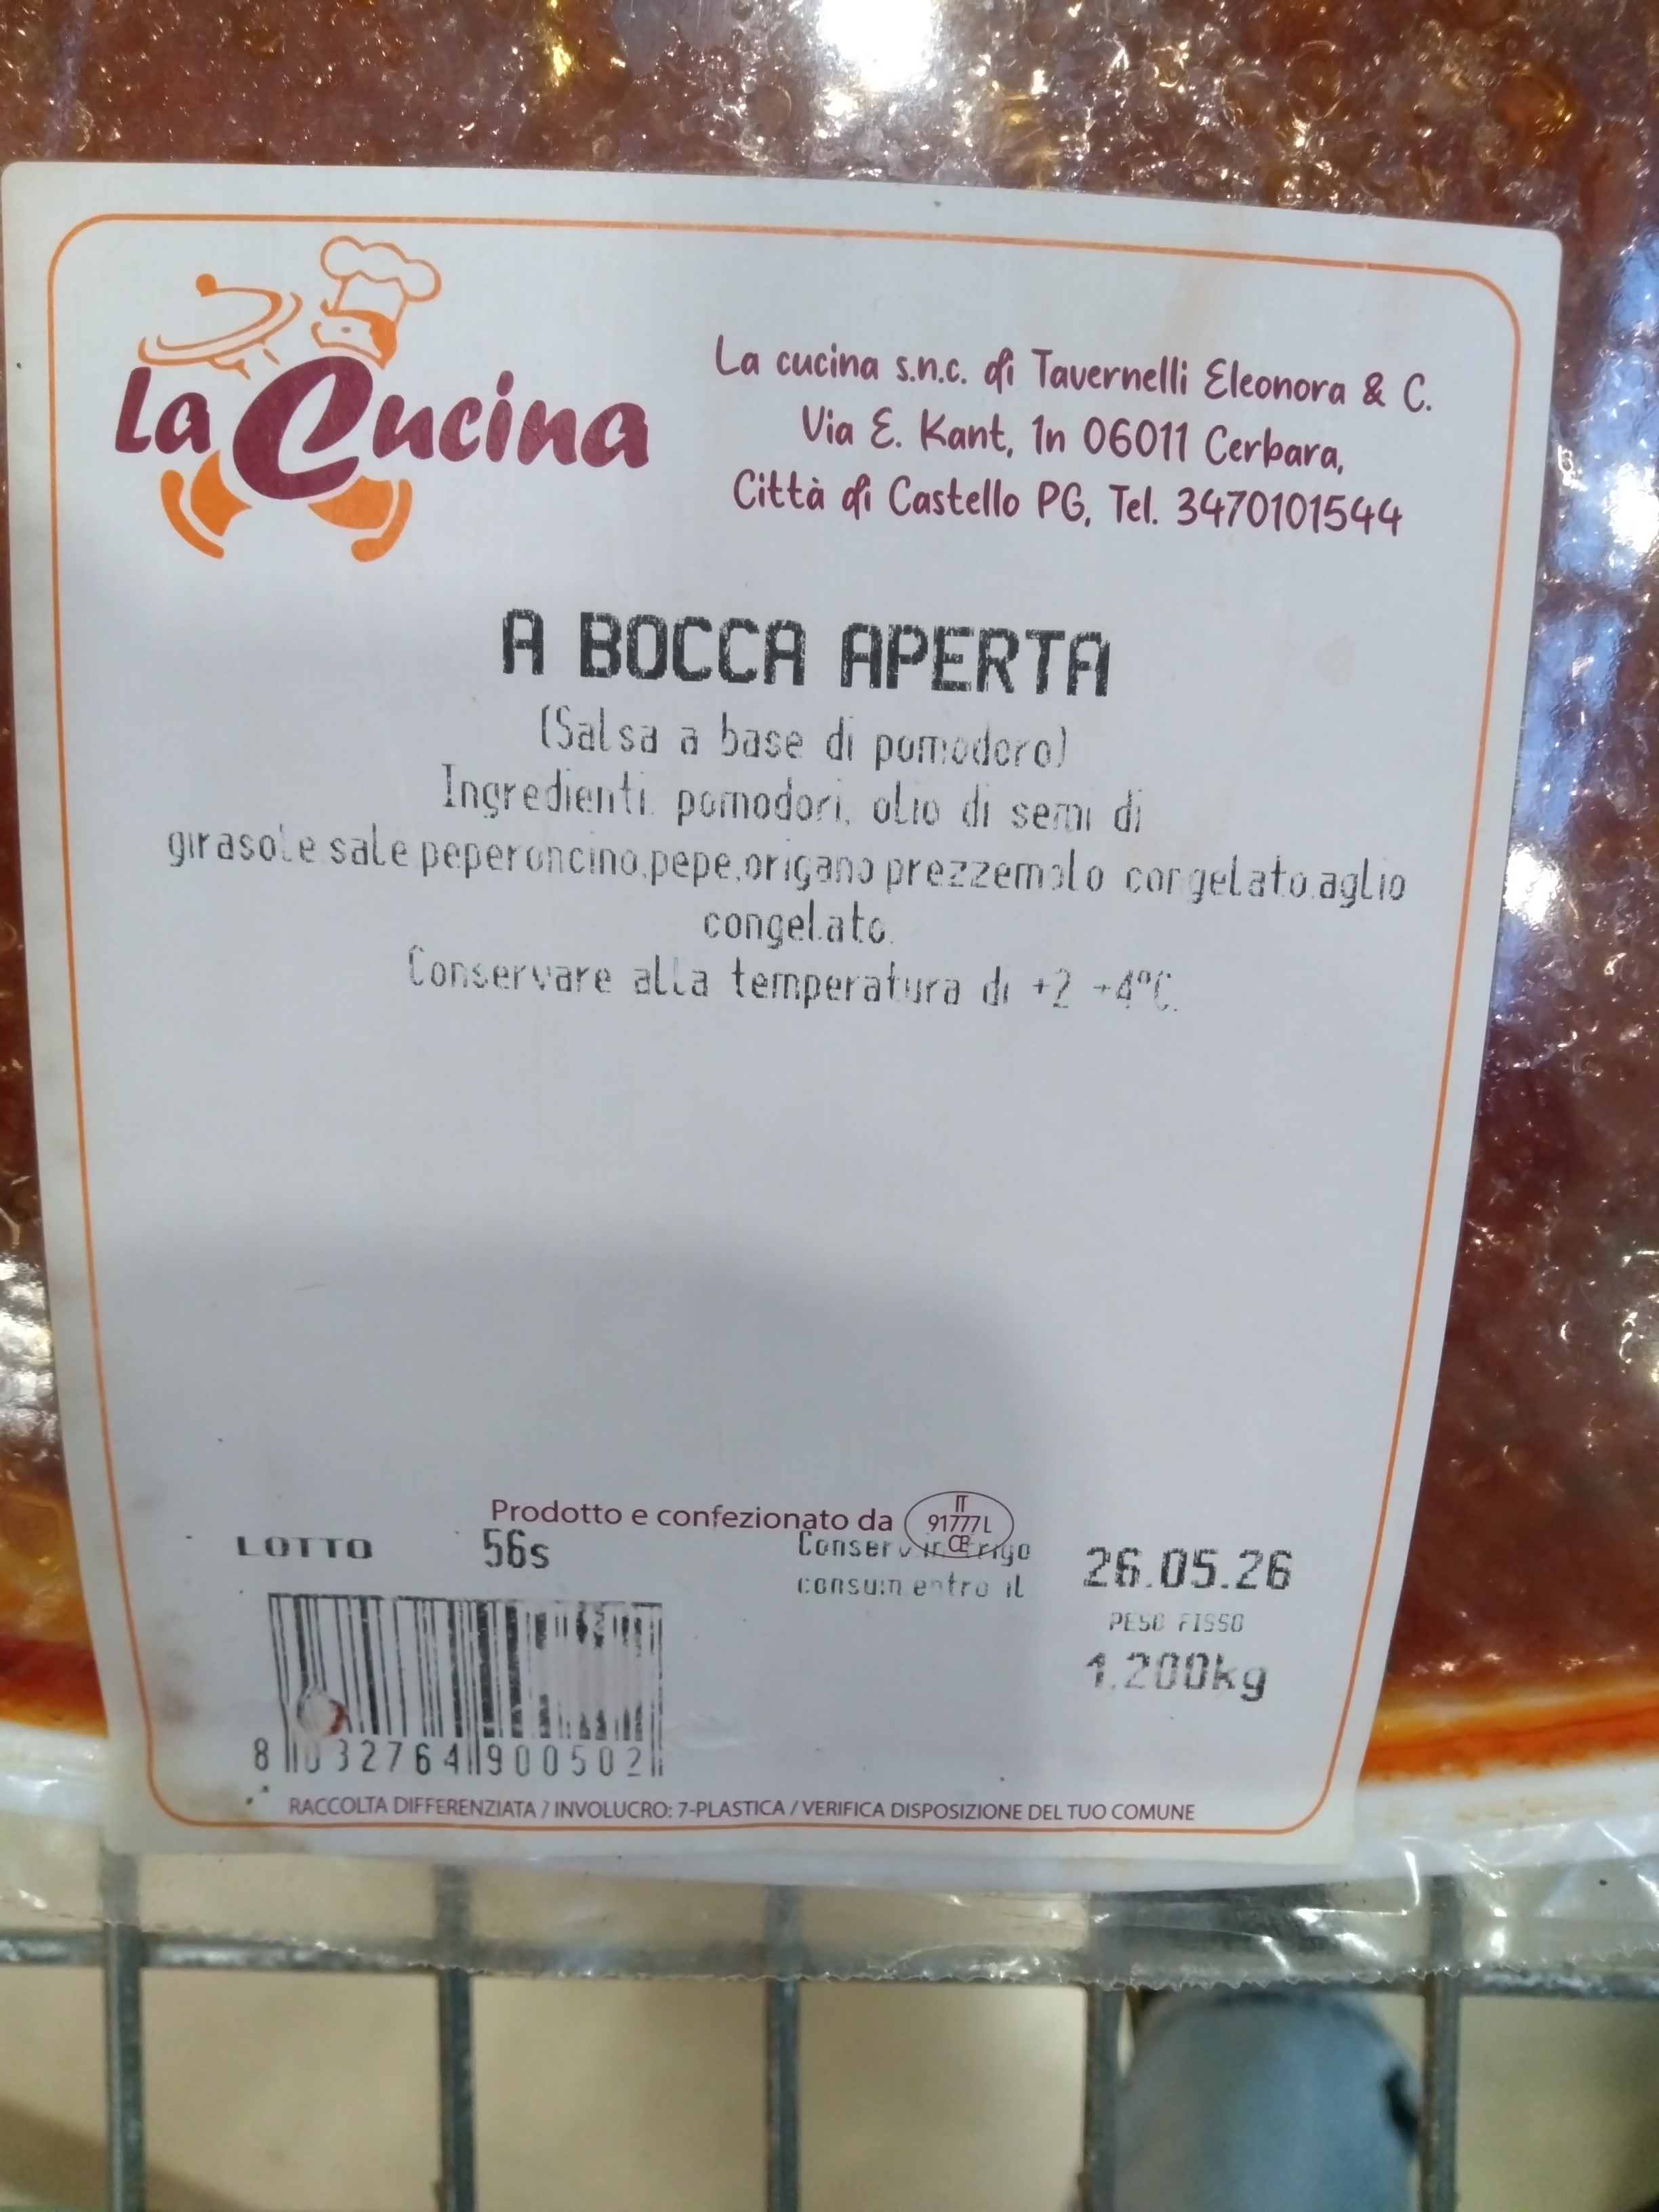 La Cucina
La cucina s.n.c. di Tavernelli Eleonora & C.
Via E. Kant, 1n 06011 Cerbara,
Città di Castello PG, Tel. 3470101544
A BOCCA APERTA
(Salsa a base di pomodoro)
Ingredienti: pomodori, olio di semi di
girasole,sale,peperoncino,pepe,origano,prezzemolo congelato,aglio
congelato.
Conservare alla temperatura di +2 +4°C.
Prodotto e confezionato da
IT
91777L
CE
LOTTO 56s
Conserv in frigo
consum entro il
26.05.26
PESO FISSO
1.200kg
8 032764 900502
RACCOLTA DIFFERENZIATA / INVOLUCRO: 7-PLASTICA / VERIFICA DISPOSIZIONE DEL TUO COMUNE